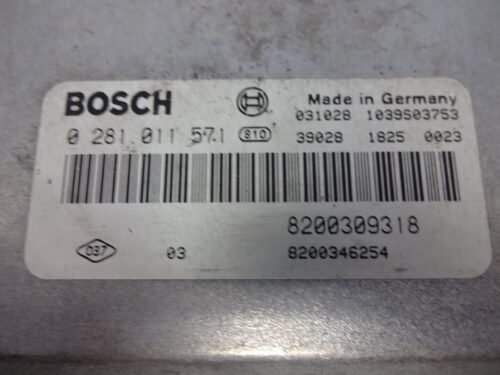 BOSCH Made in Germany
031028 1039S03753
0 281 011 571 S10 39028 1825 0023
8200309318
037 03 8200346254